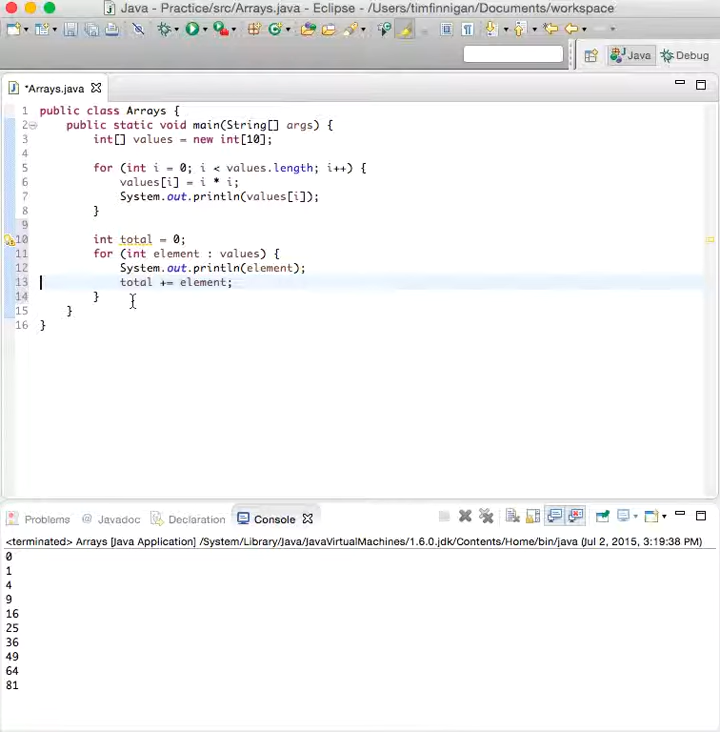 Java - Practice/src/Arrays.java - Eclipse - /Users/timfinnigan/Documents/workspace
Java Debug
*Arrays.java
1 public class Arrays {
2 public static void main(String[] args) {
3 int[] values = new int[10];
4
5 for (int i = 0; i < values.length; i++) {
6 values[i] = i * i;
7 System.out.println(values[i]);
8 }
9
10 int total = 0;
11 for (int element : values) {
12 System.out.println(element);
13 total += element;
14 }
15 }
16 }
Problems @ Javadoc Declaration Console
<terminated> Arrays [Java Application] /System/Library/Java/JavaVirtualMachines/1.6.0.jdk/Contents/Home/bin/java (Jul 2, 2015, 3:19:38 PM)
0
1
4
9
16
25
36
49
64
81